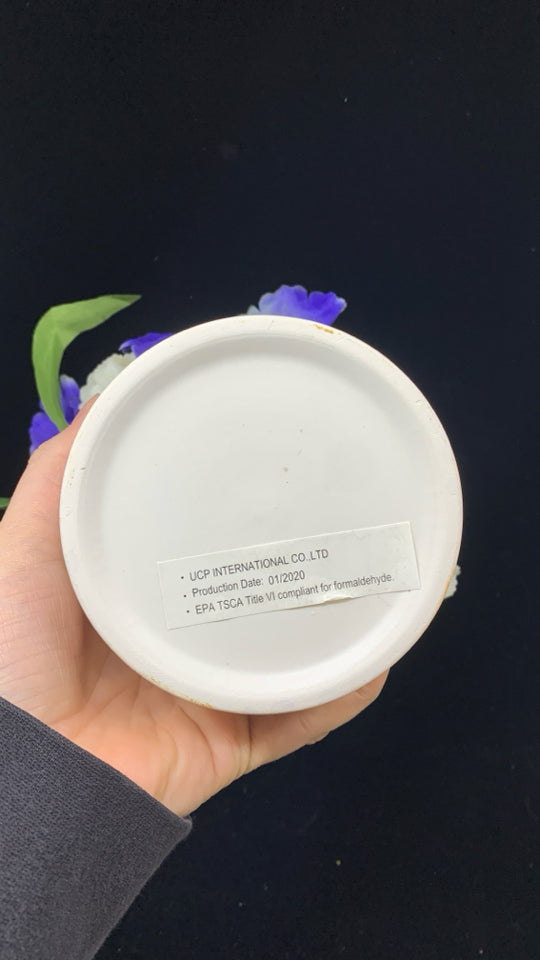 • UCP INTERNATIONAL CO.,LTD
• Production Date: 01/2020
• EPA TSCA Title VI compliant for formaldehyde.